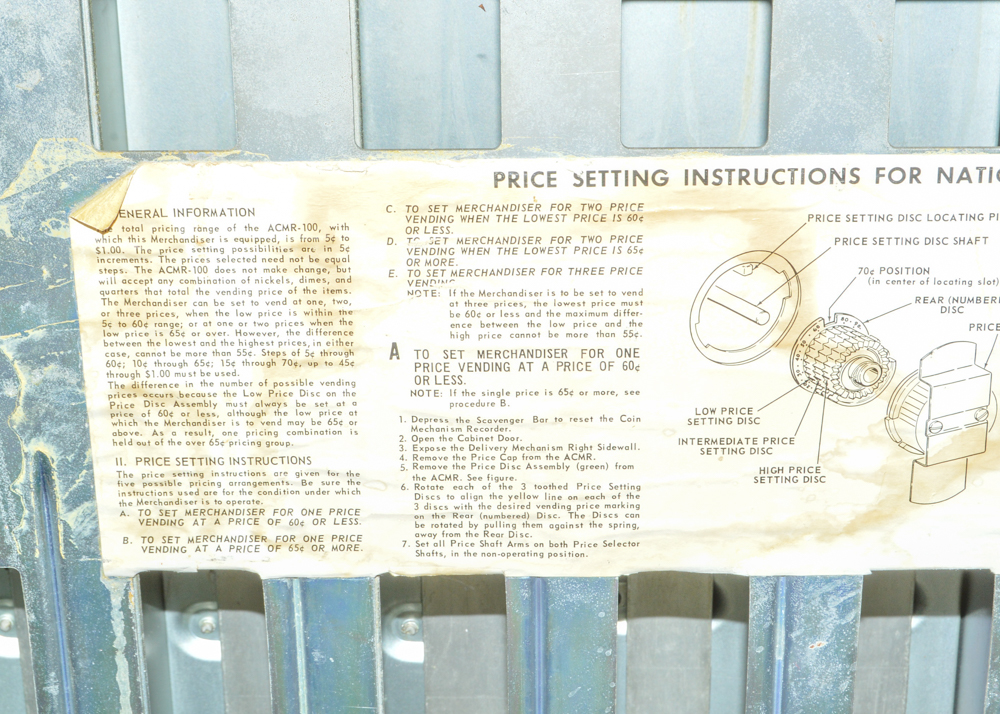 PRICE SETTING INSTRUCTIONS FOR
ENERAL INFORMATION
total pricing range of the ACMR-100, with
which this Merchandiser is equipped, is from 5¢ to
$1.00. The price setting possibilities are in 5¢
increments. The prices selected need not be equal
steps. The ACMR-100 does not make change, but
will accept any combination of nickels, dimes, and
quarters that total the vending price of the items.
The Merchandiser can be set to vend at one, two,
or three prices, when the low price is within the
5¢ to 60¢ range; or at one or two prices when the
low price is 65¢ or over. However, the difference
between the lowest and the highest prices, in either
case, cannot be more than 55¢. Steps of 5¢ through
60¢; 10¢ through 65¢; 15¢ through 70¢, up to 45¢
through $1.00 must be used.
The difference in the number of possible vending
prices occurs because the Low Price Disc on the
Price Disc Assembly must always be set at a
price of 60¢ or less, although the low price at
which the Merchandiser is to vend may be 65¢ or
above. As a result, one pricing combination is
held out of the over 65¢ pricing group.
II. PRICE SETTING INSTRUCTIONS
The price setting instructions are given for the
five possible pricing arrangements. Be sure the
instructions used are for the condition under which
the Merchandiser is to operate.
A. TO SET MERCHANDISER FOR ONE PRICE
VENDING AT A PRICE OF 60¢ OR LESS.
B. TO SET MERCHANDISER FOR ONE PRICE
VENDING AT A PRICE OF 65¢ OR MORE.
C. TO SET MERCHANDISER FOR TWO PRICE
VENDING WHEN THE LOWEST PRICE IS 60¢
OR LESS.
D. TO SET MERCHANDISER FOR TWO PRICE
VENDING WHEN THE LOWEST PRICE IS 65¢
OR MORE.
E. TO SET MERCHANDISER FOR THREE PRICE
VENDING
NOTE: If the Merchandiser is to be set to vend
at three prices, the lowest price must
be 60¢ or less and the maximum differ-
ence between the low price and the
high price cannot be more than 55¢.
A TO SET MERCHANDISER FOR ONE
PRICE VENDING AT A PRICE OF 60¢
OR LESS.
NOTE: If the single price is 65¢ or more, see
procedure B.
1. Depress the Scavenger Bar to reset the Coin
Mechanism Recorder.
2. Open the Cabinet Door.
3. Expose the Delivery Mechanism Right Sidewall.
4. Remove the Price Cap from the ACMR.
5. Remove the Price Disc Assembly (green) from
the ACMR. See figure.
6. Rotate each of the 3 toothed Price Setting
Discs to align the yellow line on each of the
3 discs with the desired vending price marking
on the Rear (numbered) Disc. The Discs can
be rotated by pulling them against the spring,
away from the Rear Disc.
7. Set all Price Shaft Arms on both Price Selector
Shafts, in the non-operating position.
PRICE SETTING DISC LOCATING
PRICE SETTING DISC SHAFT
70¢ POSITION
(in center of locating slot)
REAR (NUMBER
DISC
PRICE
LOW PRICE
SETTING DISC
INTERMEDIATE PRICE
SETTING DISC
HIGH PRICE
SETTING DISC